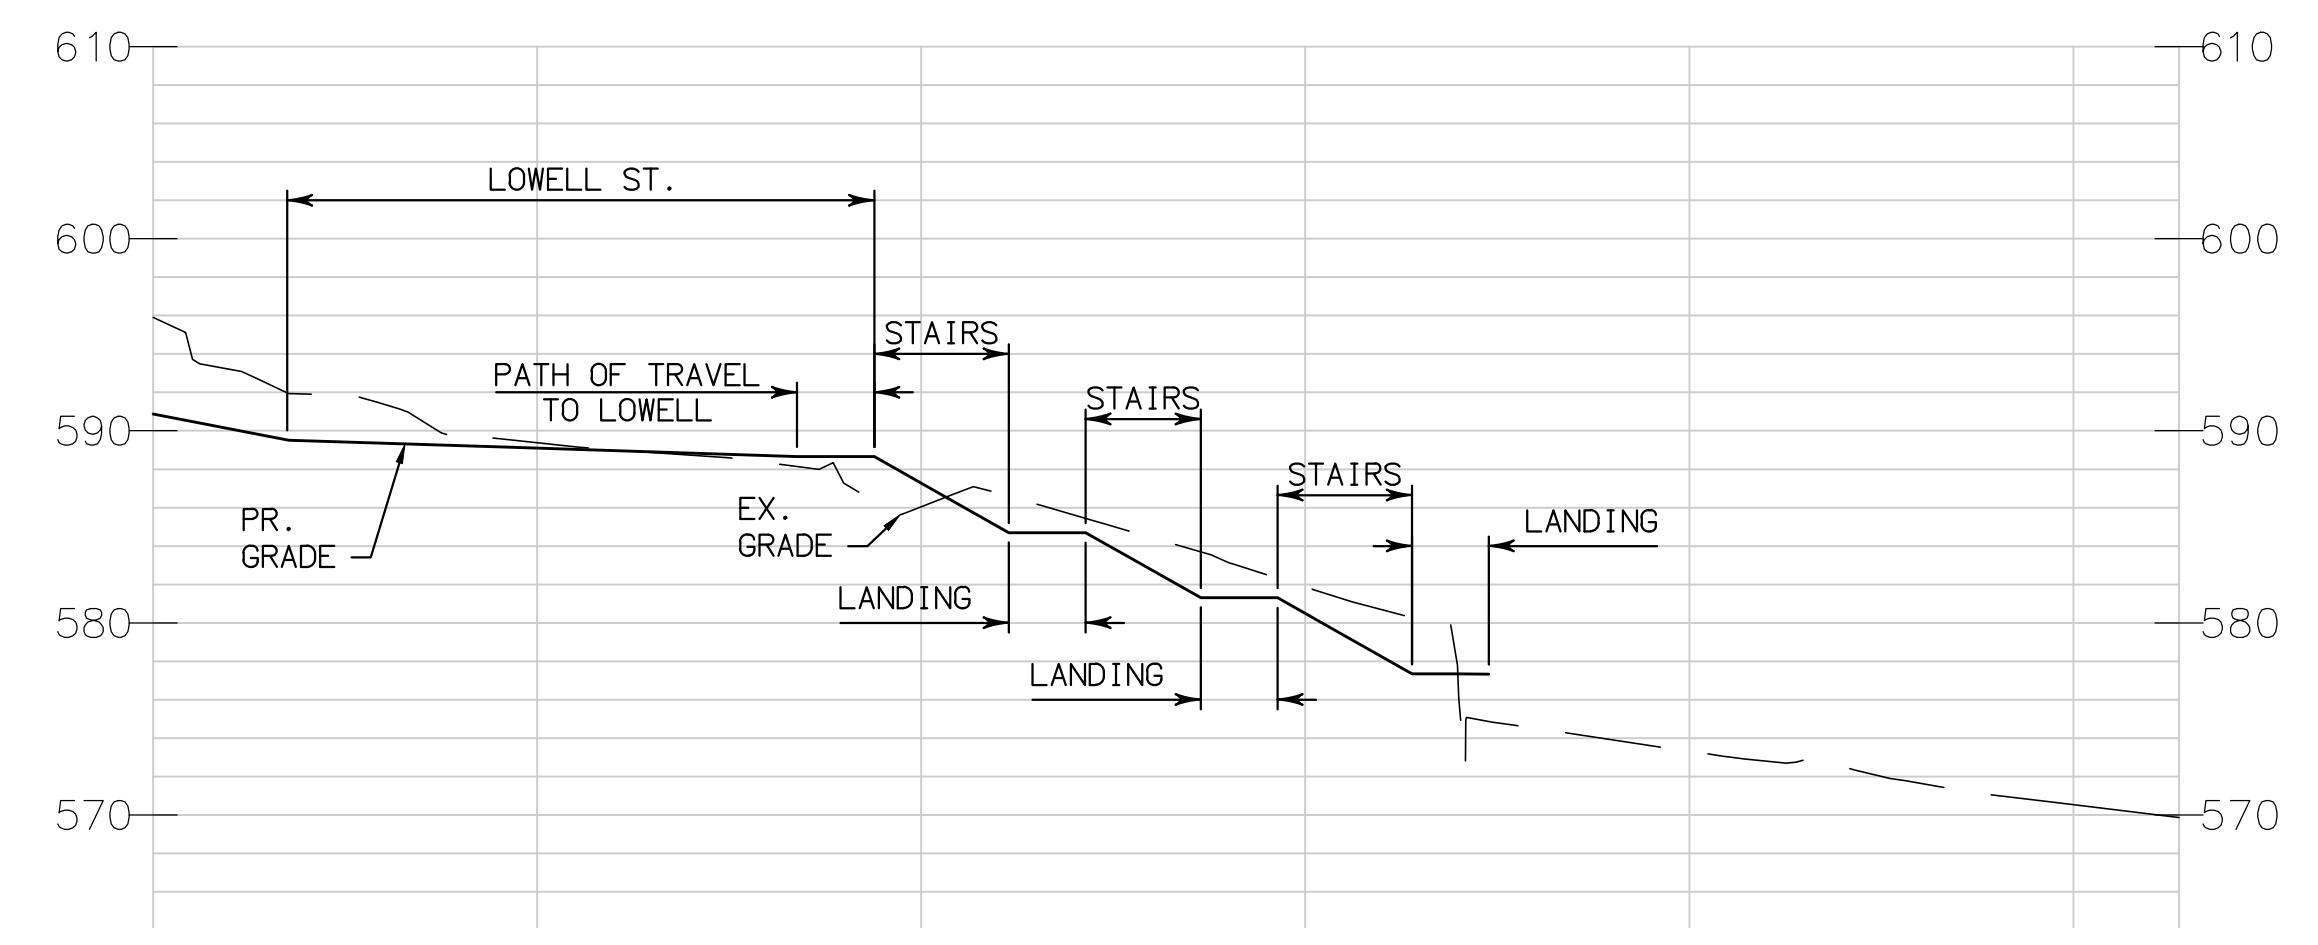 610
610
LOWELL ST.
600
600
STAIRS
PATH OF TRAVEL
TO LOWELL
STAIRS
590
590
STAIRS
PR.
GRADE
EX.
GRADE
LANDING
LANDING
580
580
LANDING
570
570